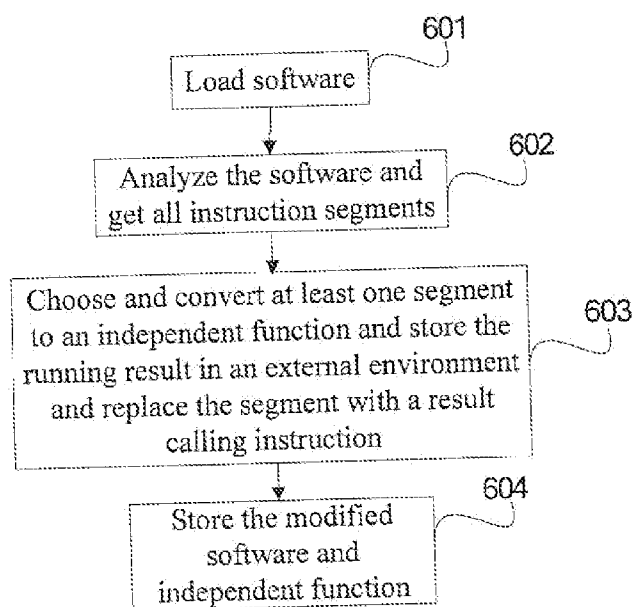 601
Load software
602
Analyze the software and
get all instruction segments
603
Choose and convert at least one segment
to an independent function and store the
running result in an external environment
and replace the segment with a result
calling instruction
604
Store the modified
software and
independent function